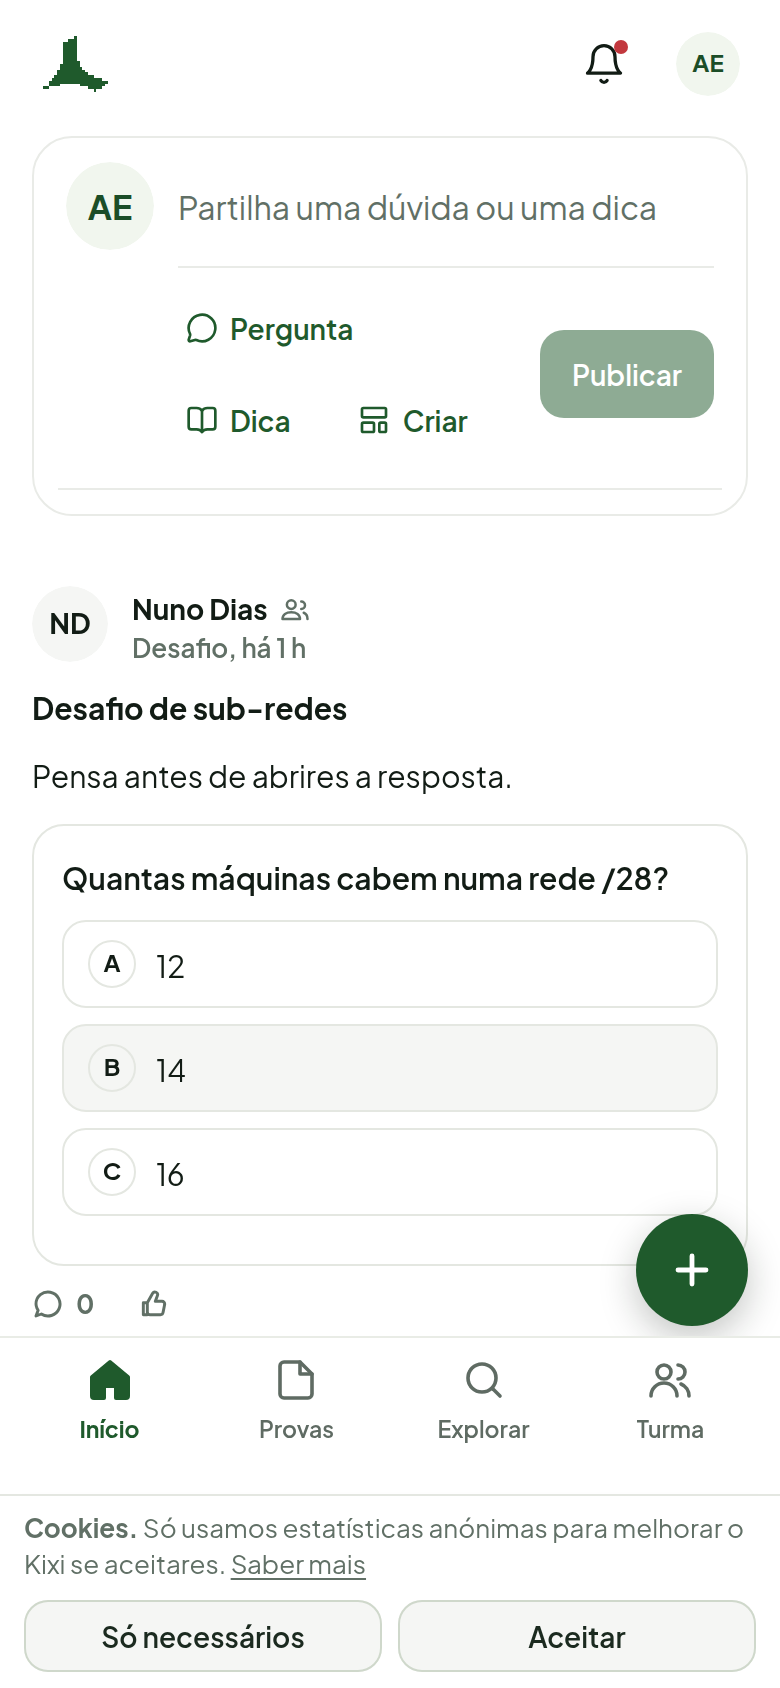 AE
AE
Partilha uma dúvida ou uma dica
Pergunta
Publicar
Dica
Criar
ND
Nuno Dias
Desafio, há 1 h
Desafio de sub-redes
Pensa antes de abrires a resposta.
Quantas máquinas cabem numa rede /28?
A 12
B 14
C 16
0
Início
Provas
Explorar
Turma
Cookies. Só usamos estatísticas anónimas para melhorar o
Kixi se aceitares. Saber mais
Só necessários
Aceitar